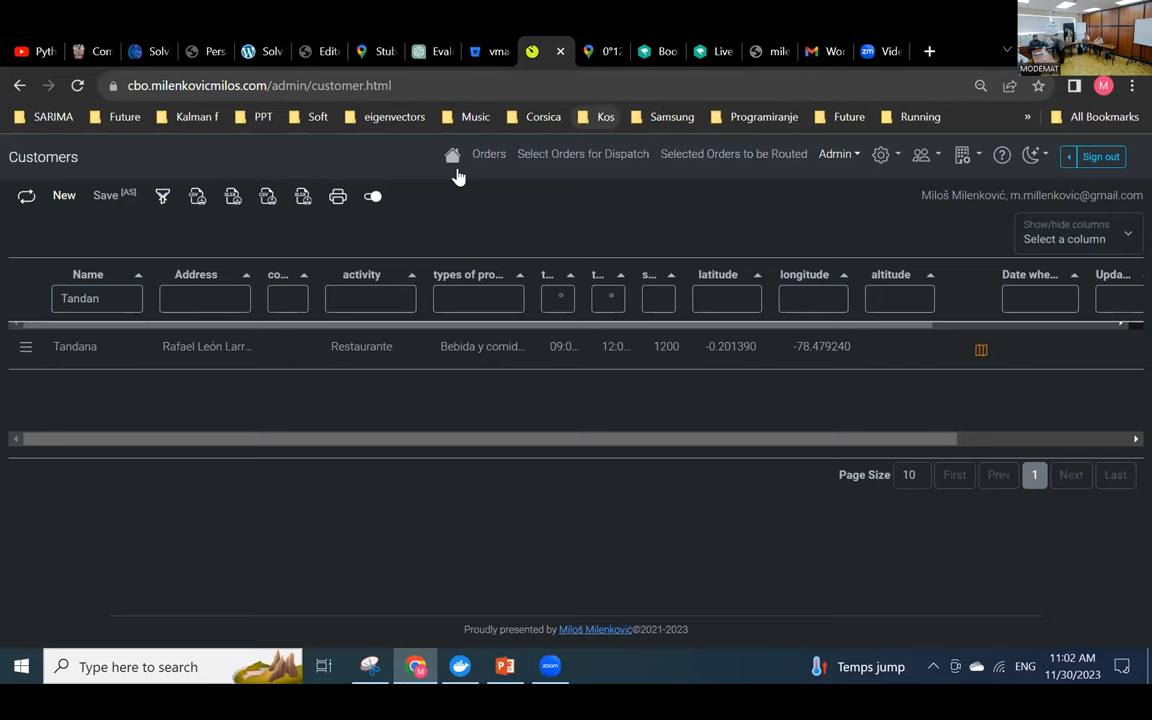 Pyth Com Solv Pers Solv Edit Stul Eval vma 0°12 Boo Live mile Wor Vide
MODEMAT
cbo.milenkovicmilos.com/admin/customer.html M
SARIMA Future Kalman f PPT Soft eigenvectors Music Corsica Kos Samsung Programiranje Future Running » All Bookmarks
Customers Orders Select Orders for Dispatch Selected Orders to be Routed Admin Sign out
New Save [AS] Miloš Milenković, m.millenkovic@gmail.com
Show/hide columns
Select a column
Name Address co... activity types of pro... t... t... s... latitude longitude altitude Date whe... Upda...
Tandan
Tandana Rafael León Larr... Restaurante Bebida y comid... 09:0... 12:0... 1200 -0.201390 -78.479240
Page Size 10 First Prev 1 Next Last
Proudly presented by Miloš Milenković©2021-2023
Type here to search zoom Temps jump ENG 11:02 AM
11/30/2023